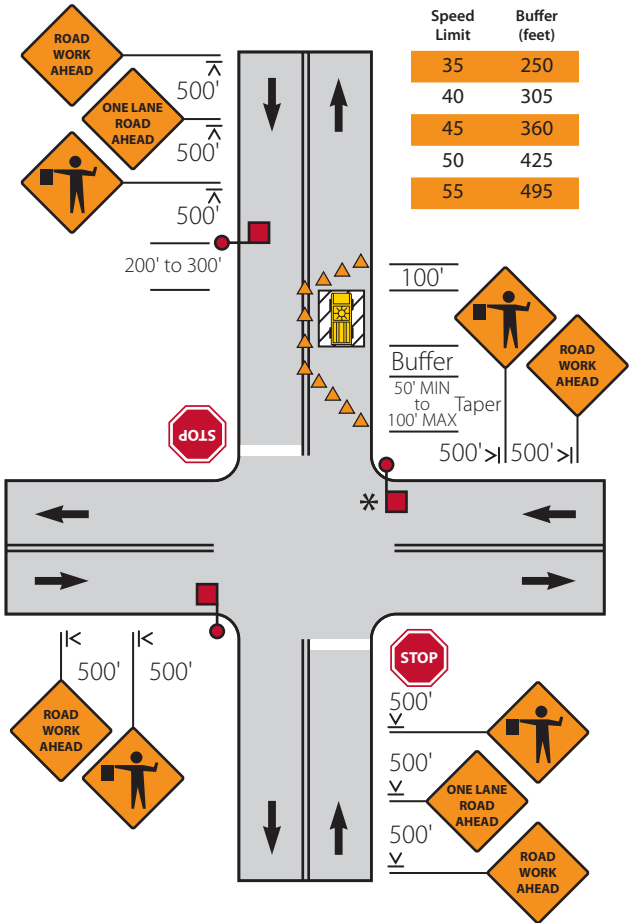 ROAD
WORK
AHEAD
500'
ONE LANE
ROAD
AHEAD
500'
500'
200' to 300'
Speed Limit Buffer (feet)
35 250
40 305
45 360
50 425
55 495
100'
Buffer
50' MIN
to
100' MAX
Taper
ROAD
WORK
AHEAD
500' 500'
STOP
*
500' 500'
ROAD
WORK
AHEAD
STOP
500'
500'
ONE LANE
ROAD
AHEAD
500'
ROAD
WORK
AHEAD